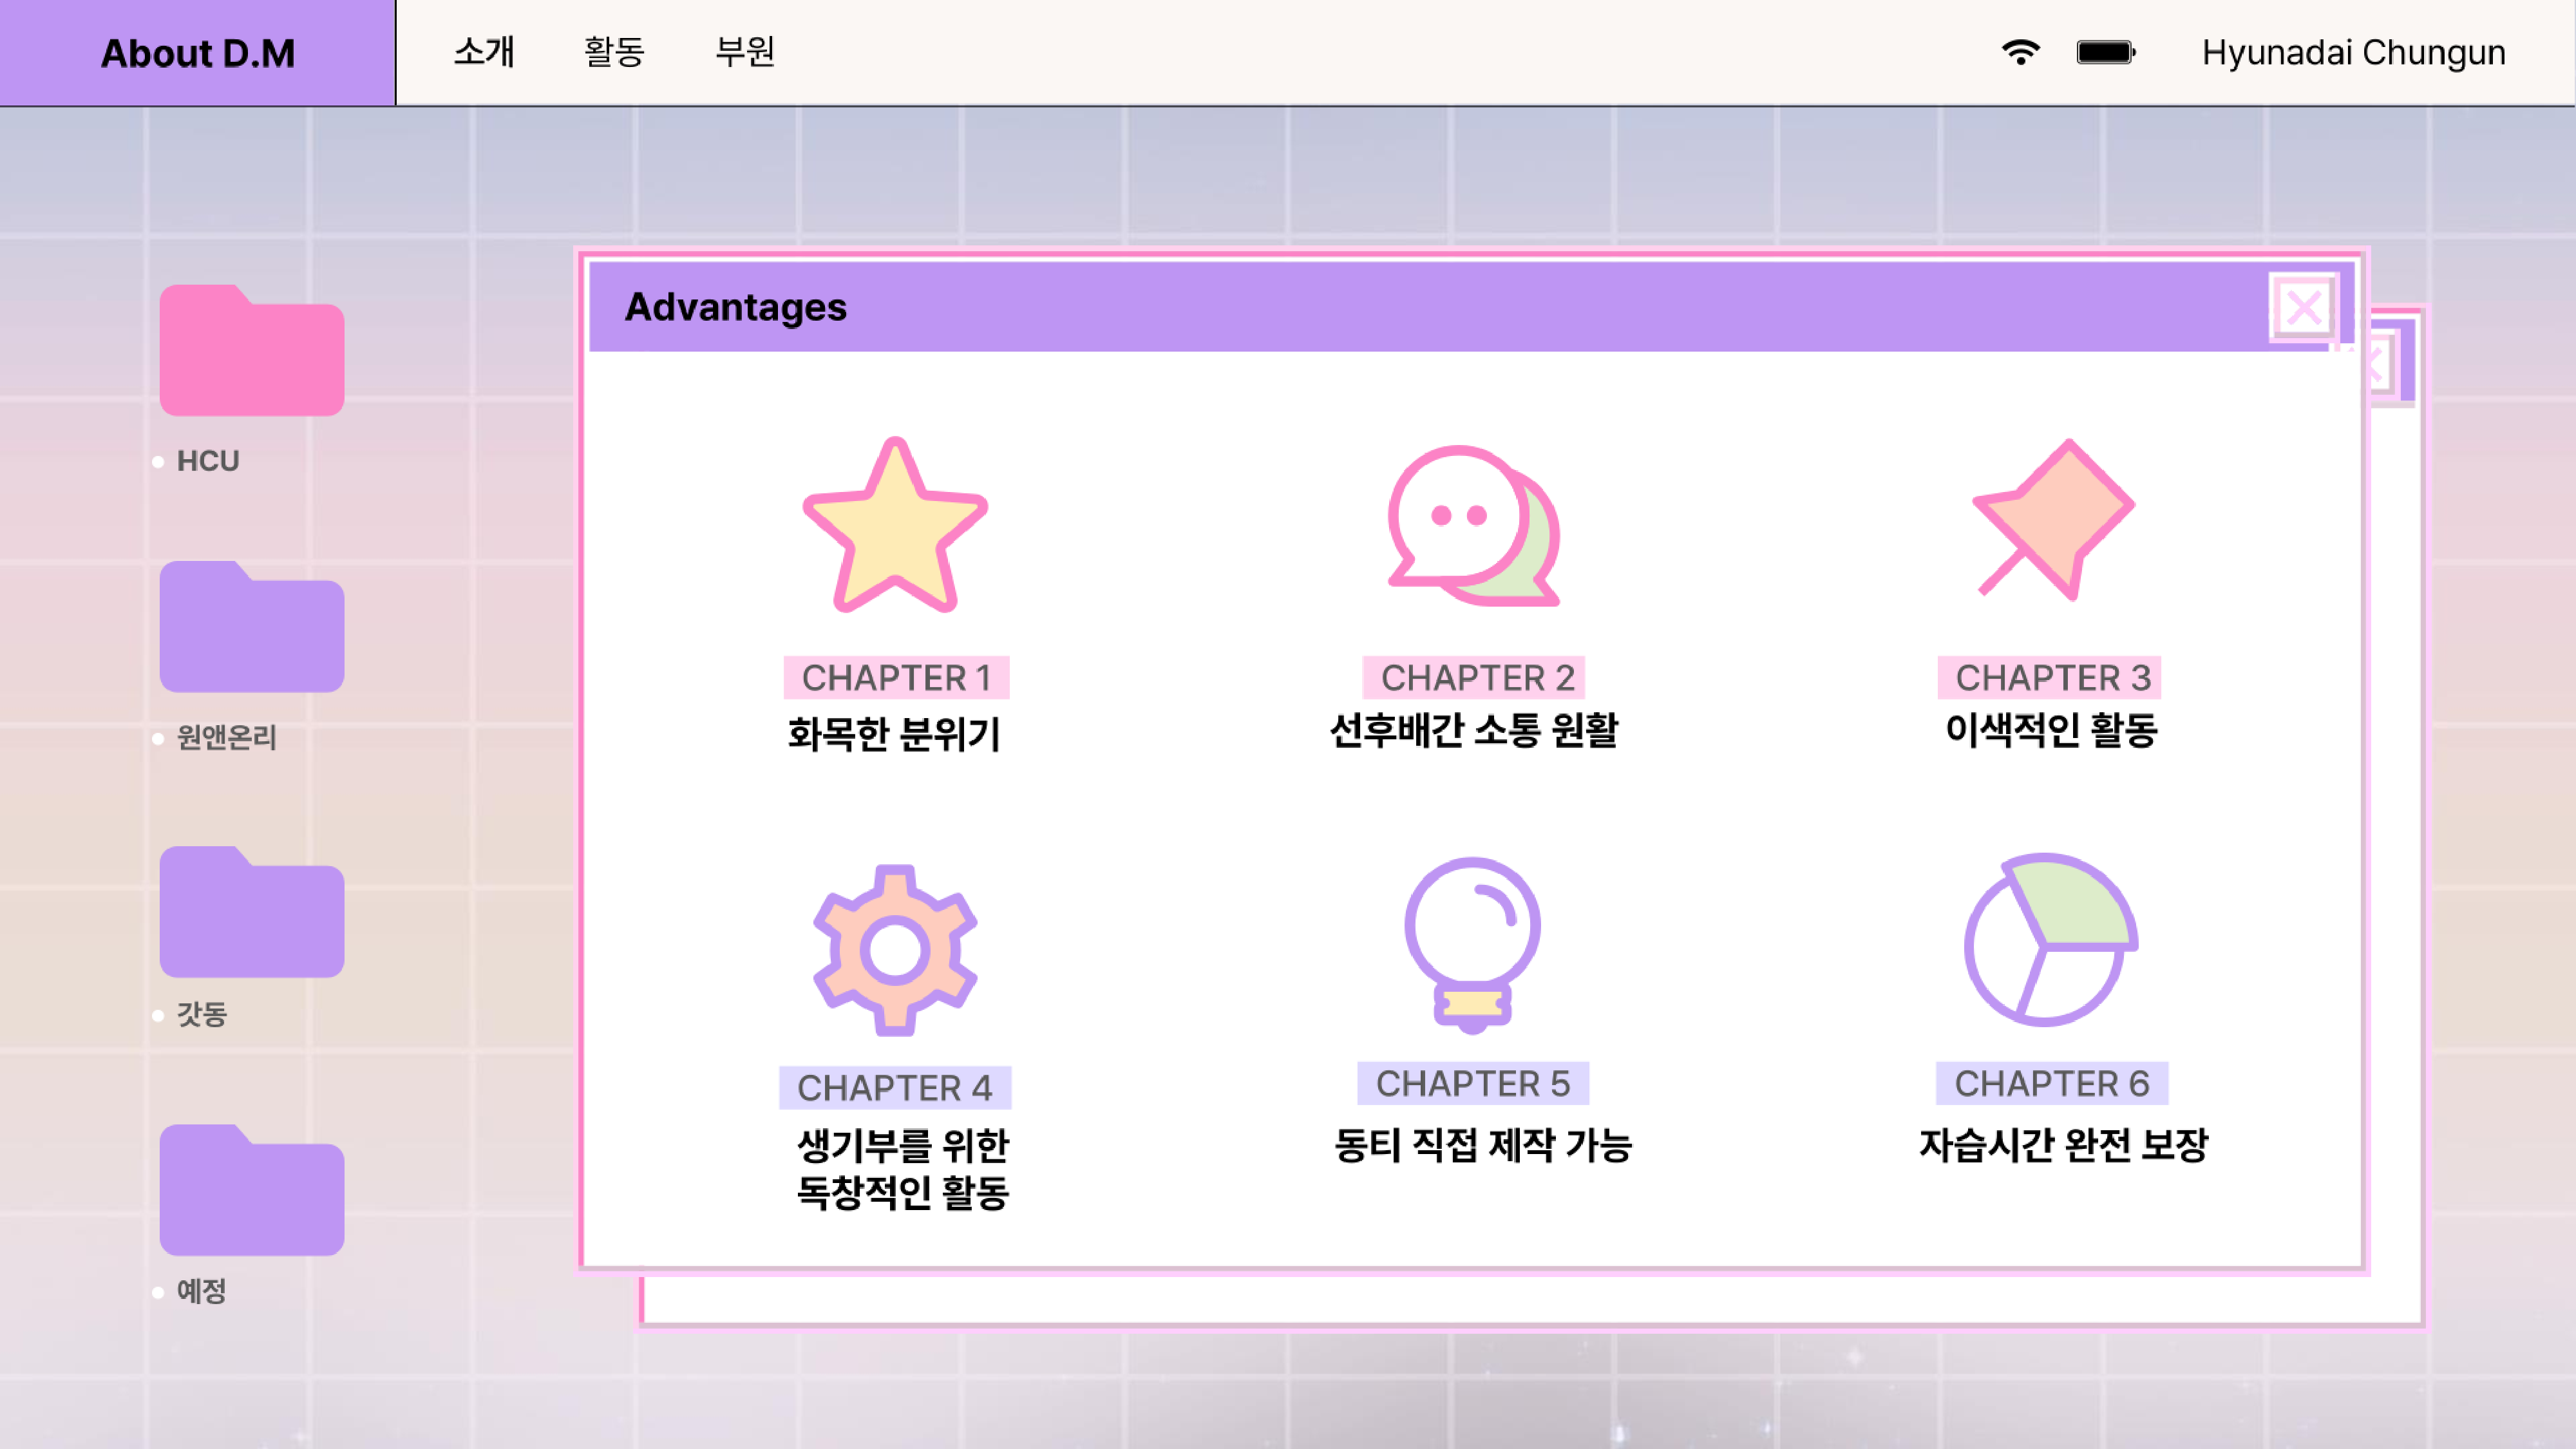 About D.M
소개
활동
부원
Hyunadai Chungun
HCU
원앤온리
갓동
예정
Advantages
CHAPTER 1
화목한 분위기
CHAPTER 2
선후배간 소통 원활
CHAPTER 3
이색적인 활동
CHAPTER 4
생기부를 위한
독창적인 활동
CHAPTER 5
동티 직접 제작 가능
CHAPTER 6
자습시간 완전 보장